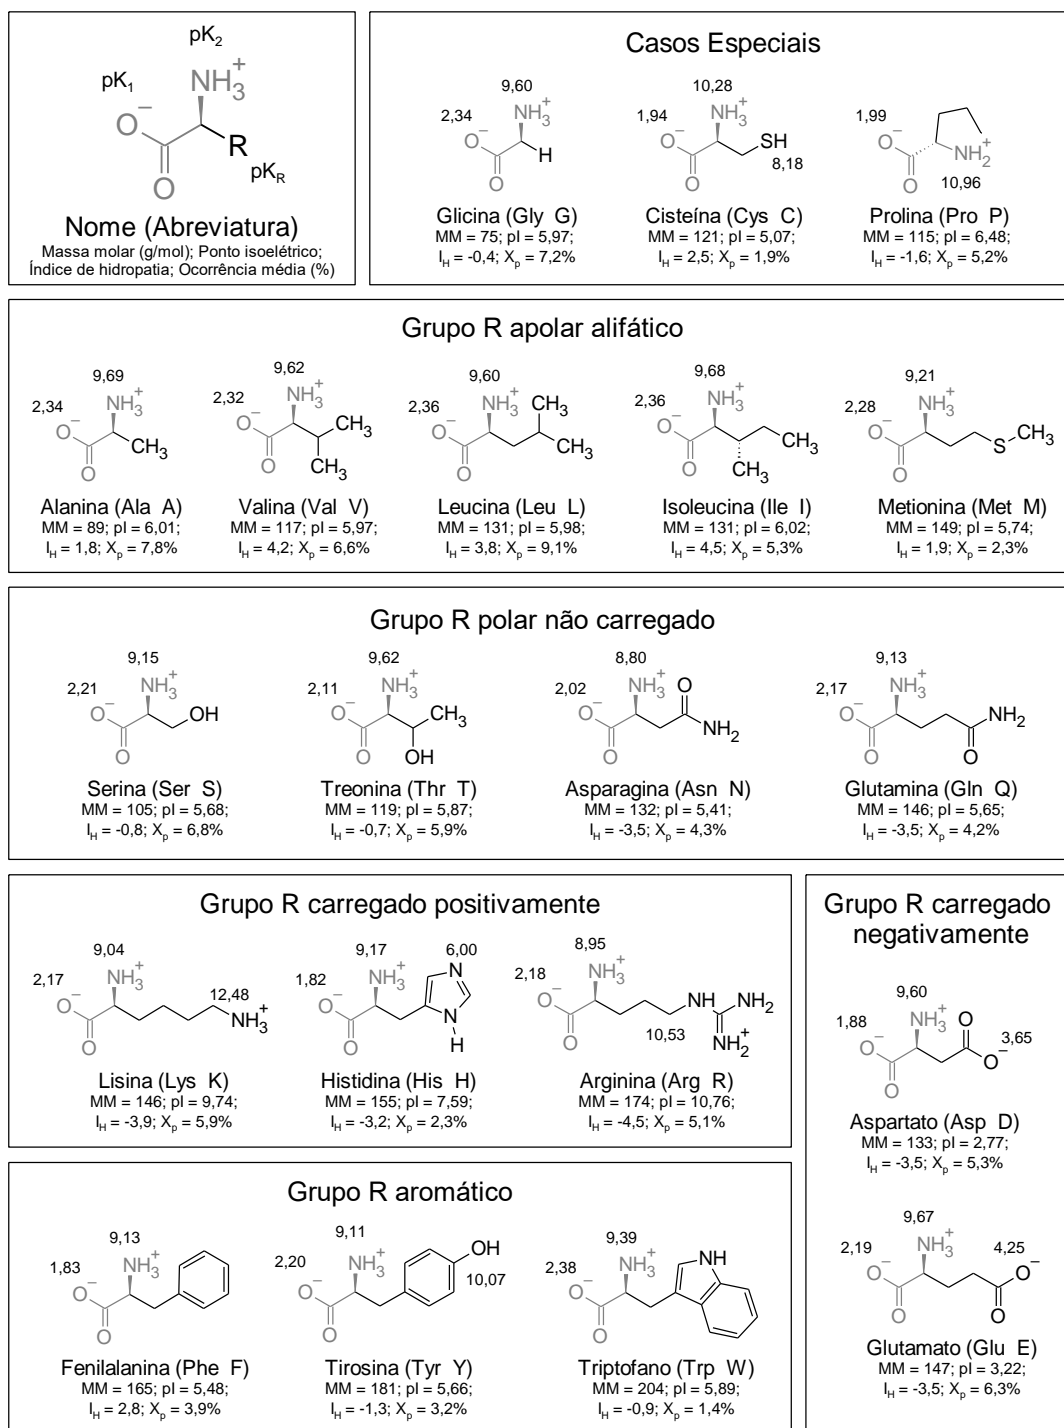 pK2
pK1
NH3+
O−
R
O
pKR
Nome (Abreviatura)
Massa molar (g/mol); Ponto isoelétrico;
Índice de hidropatia; Ocorrência média (%)
Casos Especiais
9,60
2,34
NH3+
O−
H
O
Glicina (Gly G)
MM = 75; pI = 5,97;
IH = -0,4; Xp = 7,2%
10,28
1,94
NH3+
O−
SH
8,18
O
Cisteína (Cys C)
MM = 121; pI = 5,07;
IH = 2,5; Xp = 1,9%
1,99
O−
NH2+
O
10,96
Prolina (Pro P)
MM = 115; pI = 6,48;
IH = -1,6; Xp = 5,2%
Grupo R apolar alifático
9,69
2,34
NH3+
O−
CH3
O
Alanina (Ala A)
MM = 89; pI = 6,01;
IH = 1,8; Xp = 7,8%
9,62
2,32
NH3+
O−
CH3
O
CH3
Valina (Val V)
MM = 117; pI = 5,97;
IH = 4,2; Xp = 6,6%
9,60
2,36
NH3+
CH3
O−
CH3
O
Leucina (Leu L)
MM = 131; pI = 5,98;
IH = 3,8; Xp = 9,1%
9,68
2,36
NH3+
O−
CH3
O
CH3
Isoleucina (Ile I)
MM = 131; pI = 6,02;
IH = 4,5; Xp = 5,3%
9,21
2,28
NH3+
O−
CH3
S
O
Metionina (Met M)
MM = 149; pI = 5,74;
IH = 1,9; Xp = 2,3%
Grupo R polar não carregado
9,15
2,21
NH3+
O−
OH
O
Serina (Ser S)
MM = 105; pI = 5,68;
IH = -0,8; Xp = 6,8%
9,62
2,11
NH3+
O−
CH3
O
OH
Treonina (Thr T)
MM = 119; pI = 5,87;
IH = -0,7; Xp = 5,9%
8,80
2,02
NH3+
O
O−
NH2
O
Asparagina (Asn N)
MM = 132; pI = 5,41;
IH = -3,5; Xp = 4,3%
9,13
2,17
NH3+
O−
NH2
O
O
Glutamina (Gln Q)
MM = 146; pI = 5,65;
IH = -3,5; Xp = 4,2%
Grupo R carregado positivamente
9,04
2,17
NH3+
O−
12,48
NH3+
O
Lisina (Lys K)
MM = 146; pI = 9,74;
IH = -3,9; Xp = 5,9%
9,17
6,00
1,82
NH3+
N
O−
N
H
O
Histidina (His H)
MM = 155; pI = 7,59;
IH = -3,2; Xp = 2,3%
8,95
2,18
NH3+
O−
NH
NH2
10,53
NH2+
O
Arginina (Arg R)
MM = 174; pI = 10,76;
IH = -4,5; Xp = 5,1%
Grupo R carregado
negativamente
9,60
1,88
NH3+
O
3,65
O−
O−
O
Aspartato (Asp D)
MM = 133; pI = 2,77;
IH = -3,5; Xp = 5,3%
9,67
2,19
NH3+
4,25
O−
O−
O
O
Glutamato (Glu E)
MM = 147; pI = 3,22;
IH = -3,5; Xp = 6,3%
Grupo R aromático
9,13
1,83
NH3+
O−
O
Fenilalanina (Phe F)
MM = 165; pI = 5,48;
IH = 2,8; Xp = 3,9%
9,11
2,20
NH3+
OH
10,07
O−
O
Tirosina (Tyr Y)
MM = 181; pI = 5,66;
IH = -1,3; Xp = 3,2%
9,39
2,38
NH3+
NH
O−
O
Triptofano (Trp W)
MM = 204; pI = 5,89;
IH = -0,9; Xp = 1,4%